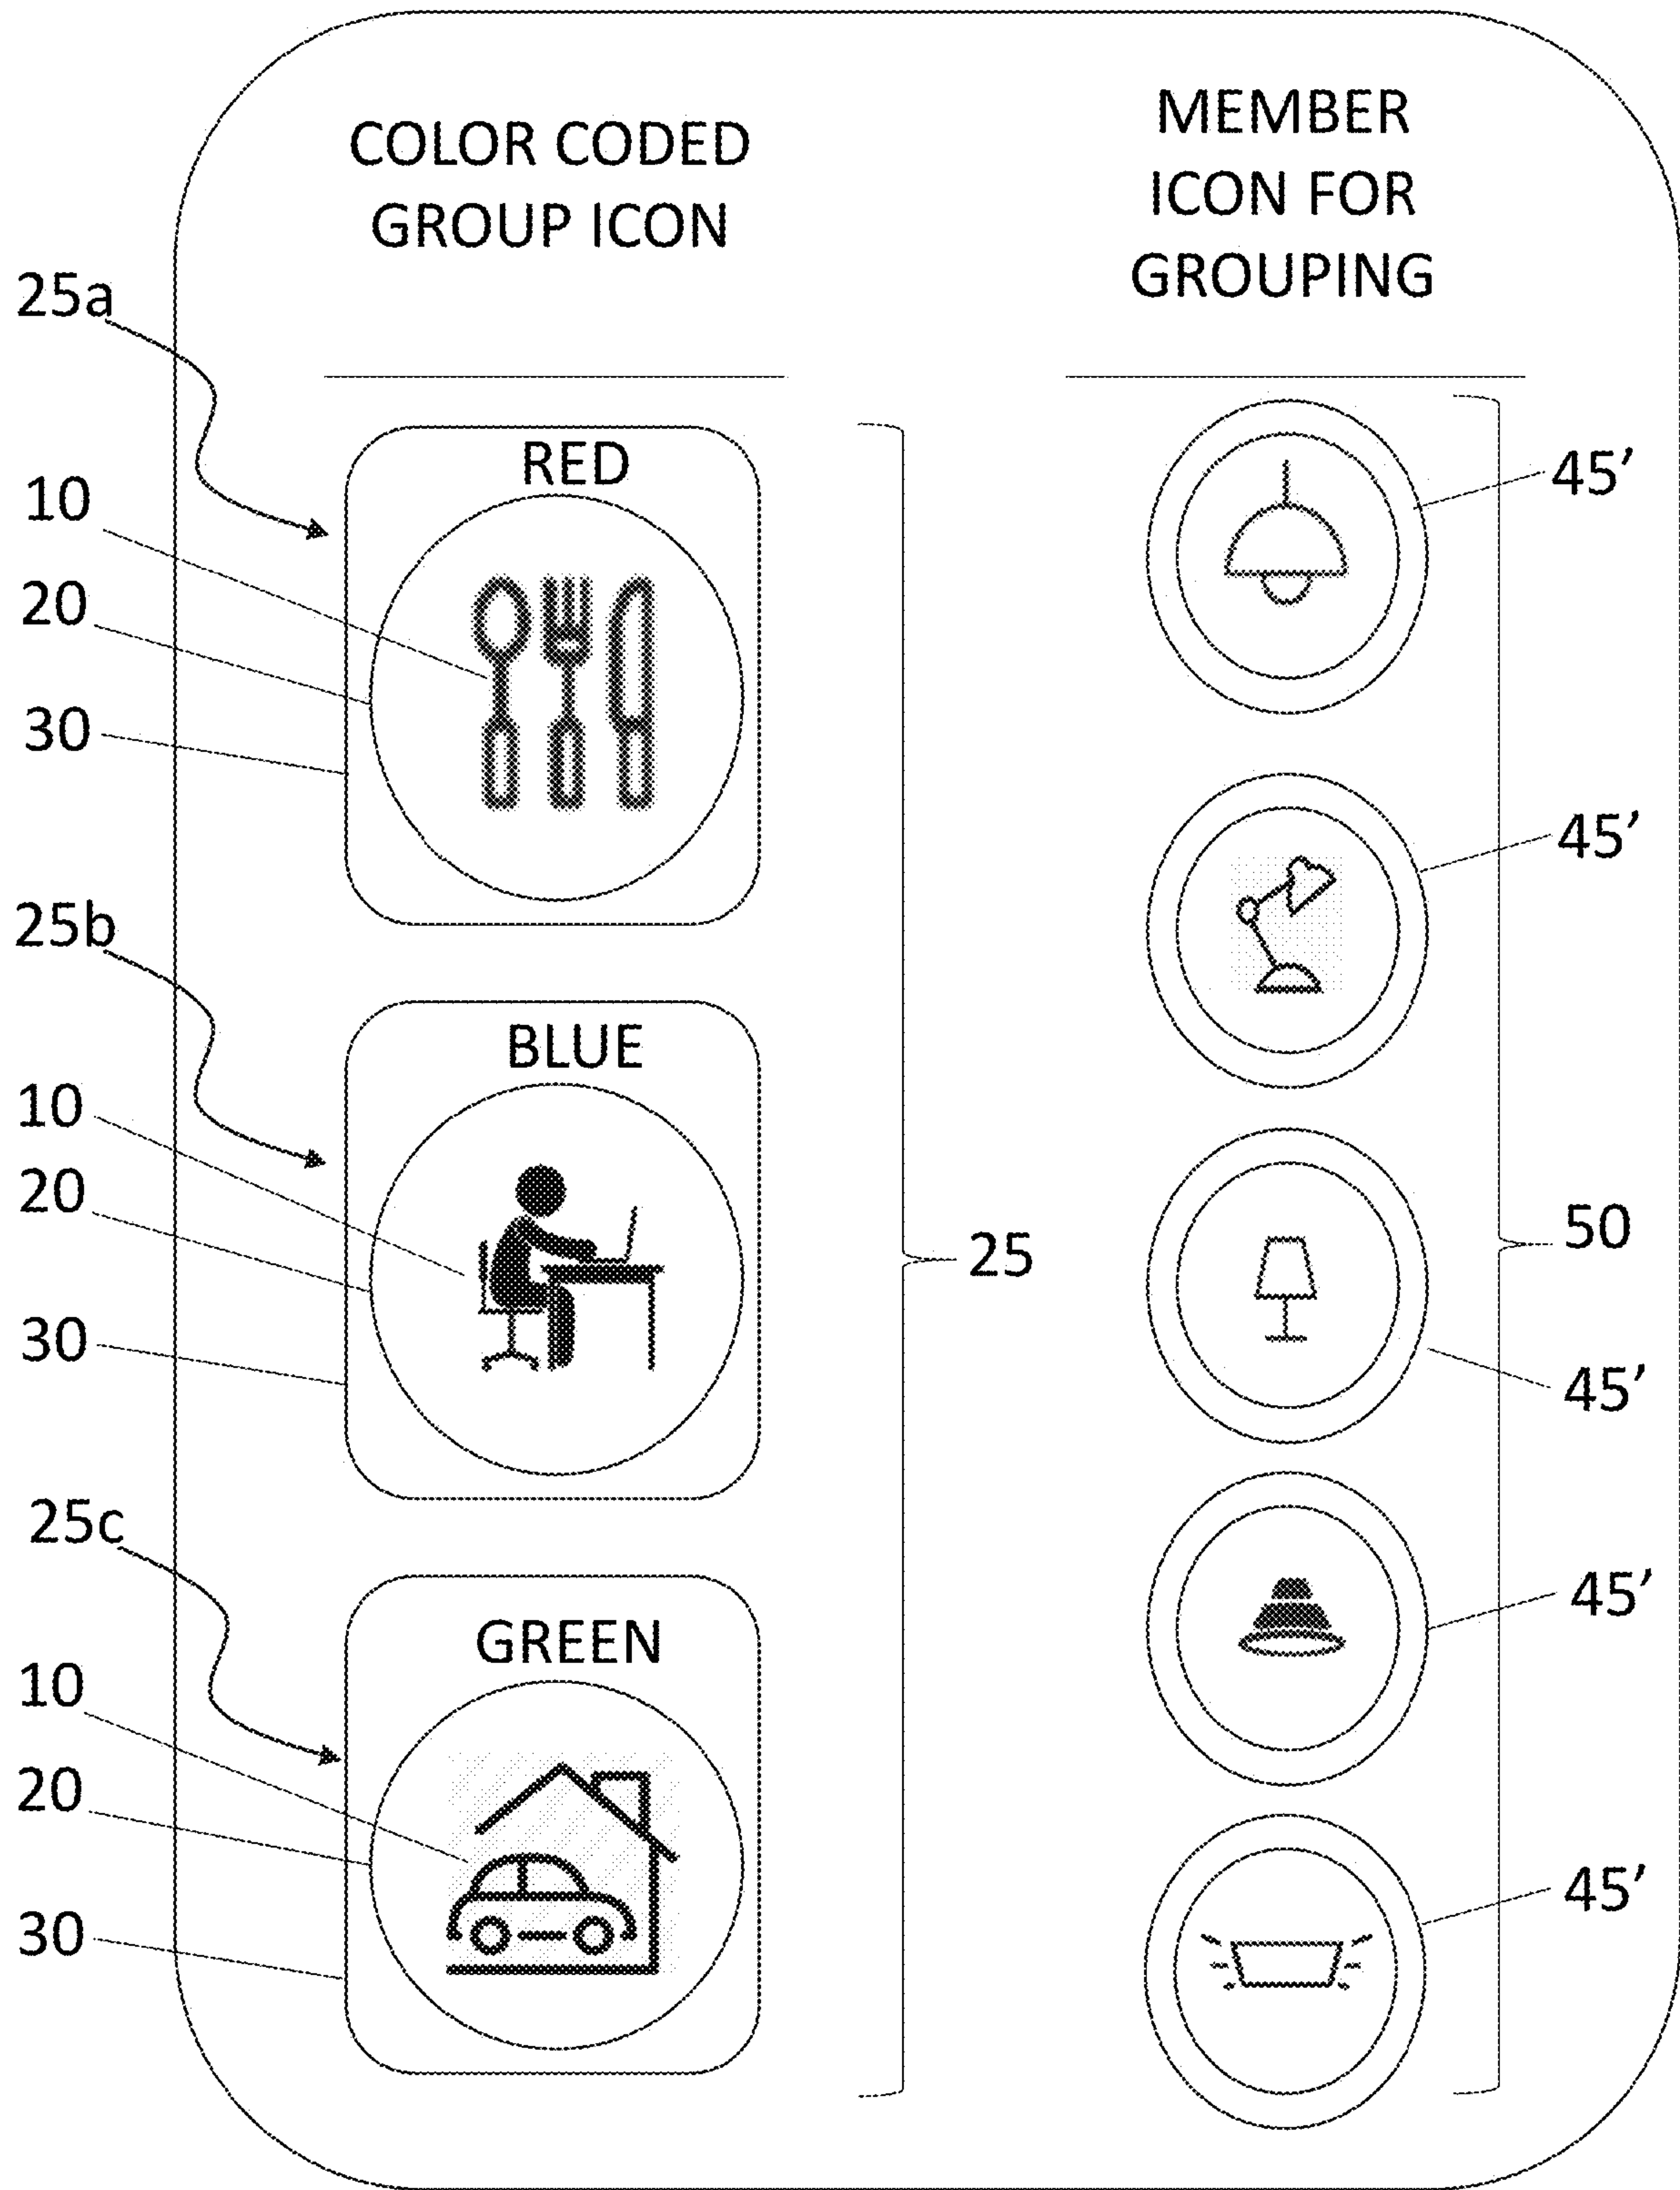 COLOR CODED
GROUP ICON
MEMBER
ICON FOR
GROUPING
25a
RED
10
20
30
25b
BLUE
10
20
30
25c
GREEN
10
20
30
25
45’
45’
50
45’
45’
45’